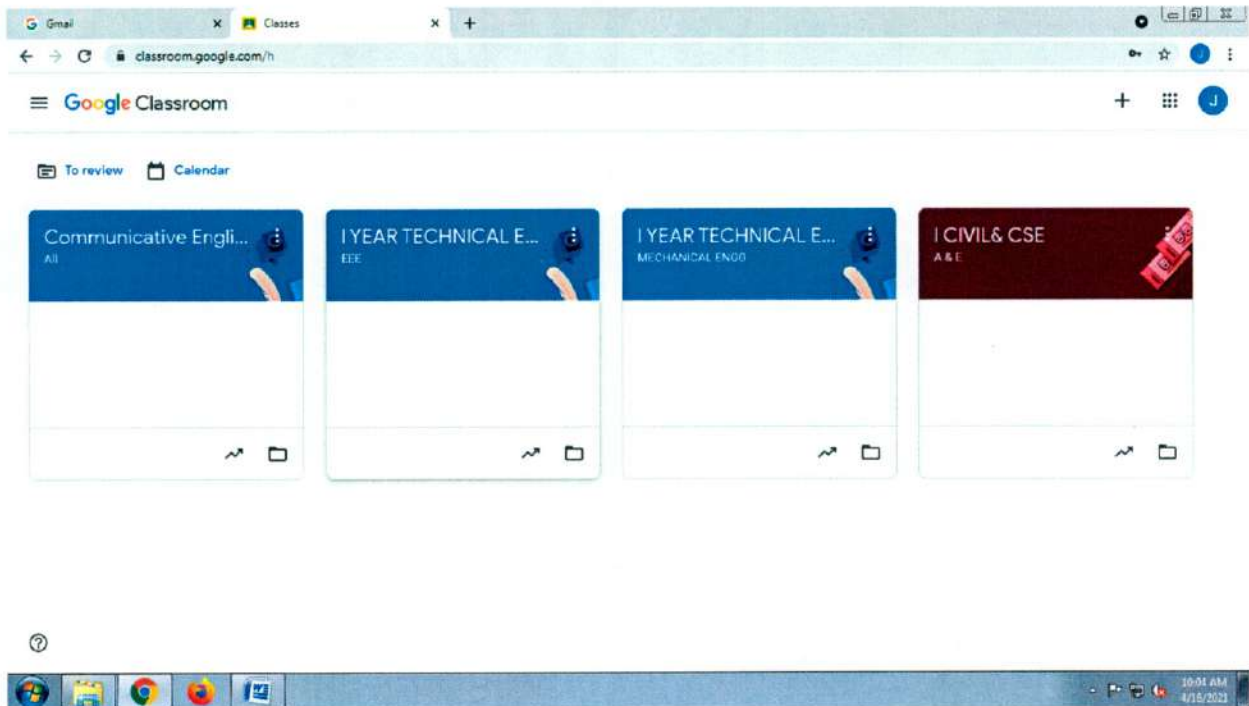 Gmail
Classes
classroom.google.com/h
Google Classroom
J
To review
Calendar
Communicative Engli...
All
I YEAR TECHNICAL E...
EEE
I YEAR TECHNICAL E...
MECHANICAL ENGG
I CIVIL& CSE
A & E
10:04 AM
4/16/2021